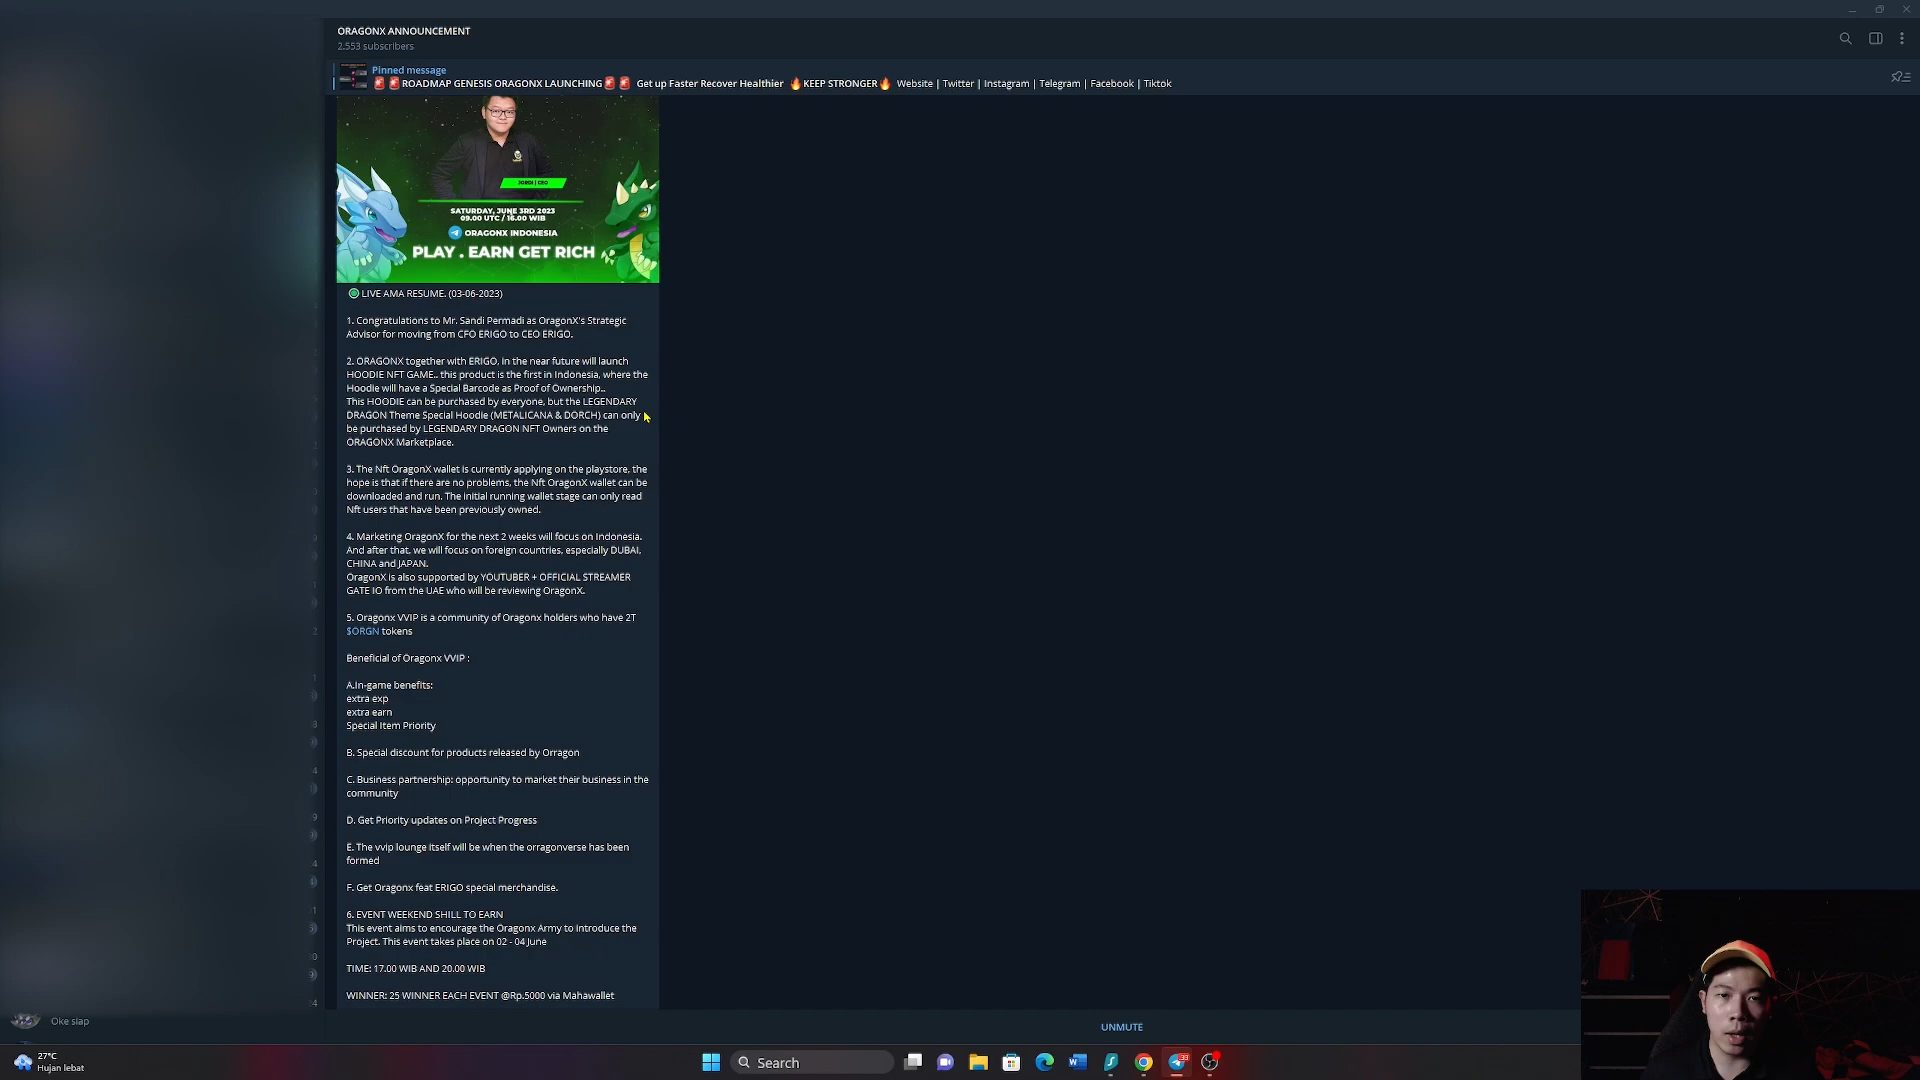 ORAGONX ANNOUNCEMENT
2,553 subscribers
Pinned message
🚨🚨ROADMAP GENESIS ORAGONX LAUNCHING🚨🚨 Get up Faster Recover Healthier 🔥KEEP STRONGER🔥 Website | Twitter | Instagram | Telegram | Facebook | Tiktok
JORDI | CEO
SATURDAY, JUNE 3RD 2023
09.00 UTC / 16.00 WIB
ORAGONX INDONESIA
PLAY . EARN GET RICH
🟢 LIVE AMA RESUME. (03-06-2023)
1. Congratulations to Mr. Sandi Permadi as OragonX's Strategic
Advisor for moving from CFO ERIGO to CEO ERIGO.
2. ORAGONX together with ERIGO, in the near future will launch
HOODIE NFT GAME.. this product is the first in Indonesia, where the
Hoodie will have a Special Barcode as Proof of Ownership..
This HOODIE can be purchased by everyone, but the LEGENDARY
DRAGON Theme Special Hoodie (METALICANA & DORCH) can only
be purchased by LEGENDARY DRAGON NFT Owners on the
ORAGONX Marketplace.
3. The Nft OragonX wallet is currently applying on the playstore, the
hope is that if there are no problems, the Nft OragonX wallet can be
downloaded and run. The initial running wallet stage can only read
Nft users that have been previously owned.
4. Marketing OragonX for the next 2 weeks will focus on Indonesia.
And after that, we will focus on foreign countries, especially DUBAI,
CHINA and JAPAN.
OragonX is also supported by YOUTUBER + OFFICIAL STREAMER
GATE IO from the UAE who will be reviewing OragonX.
5. Oragonx VVIP is a community of Oragonx holders who have 2T
$ORGN tokens
Beneficial of Oragonx VVIP :
A.In-game benefits:
extra exp
extra earn
Special Item Priority
B. Special discount for products released by Orragon
C. Business partnership: opportunity to market their business in the
community
D. Get Priority updates on Project Progress
E. The vvip lounge itself will be when the orragonverse has been
formed
F. Get Oragonx feat ERIGO special merchandise.
6. EVENT WEEKEND SHILL TO EARN
This event aims to encourage the Oragonx Army to introduce the
Project. This event takes place on 02 - 04 June
TIME: 17.00 WIB AND 20.00 WIB
WINNER: 25 WINNER EACH EVENT @Rp.5000 via Mahawallet
Oke siap
UNMUTE
27°C
Hujan lebat
Search
33